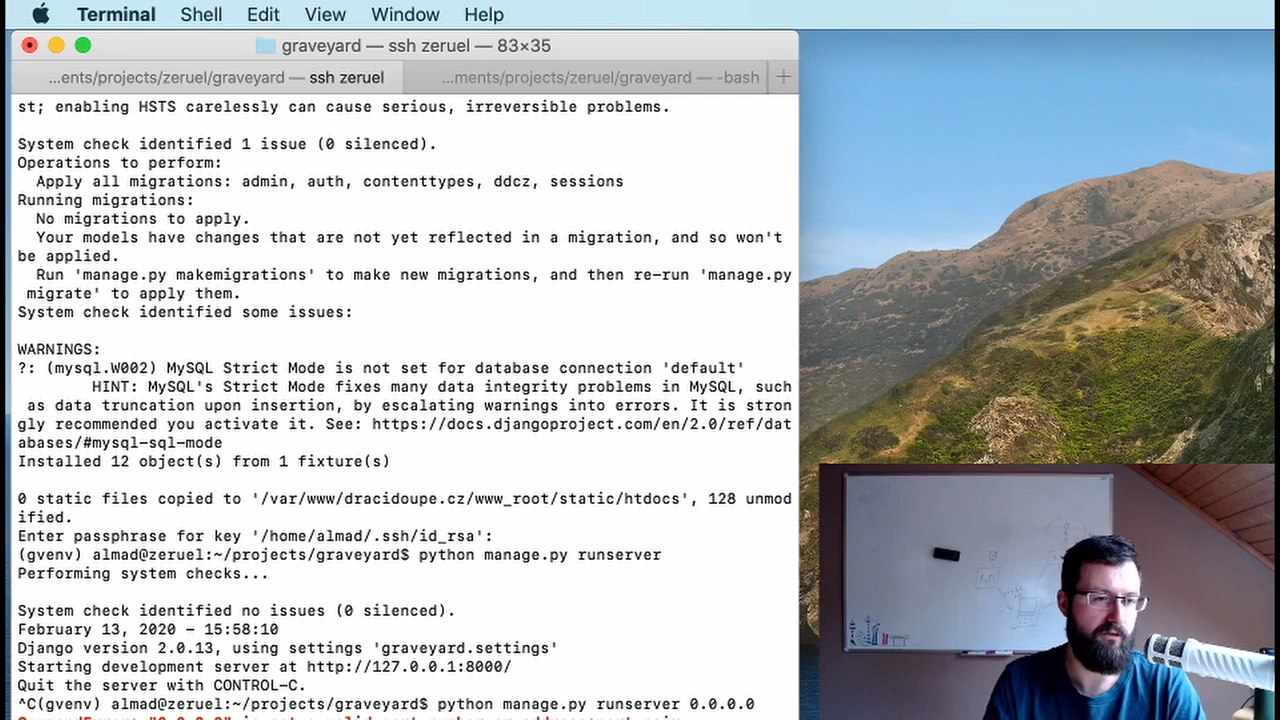 Terminal Shell Edit View Window Help
graveyard — ssh zeruel — 83×35
...ents/projects/zeruel/graveyard — ssh zeruel ...ments/projects/zeruel/graveyard — -bash +
st; enabling HSTS carelessly can cause serious, irreversible problems.
System check identified 1 issue (0 silenced).
Operations to perform:
Apply all migrations: admin, auth, contenttypes, ddcz, sessions
Running migrations:
No migrations to apply.
Your models have changes that are not yet reflected in a migration, and so won't
be applied.
Run 'manage.py makemigrations' to make new migrations, and then re-run 'manage.py
migrate' to apply them.
System check identified some issues:
WARNINGS:
?: (mysql.W002) MySQL Strict Mode is not set for database connection 'default'
HINT: MySQL's Strict Mode fixes many data integrity problems in MySQL, such
as data truncation upon insertion, by escalating warnings into errors. It is stron
gly recommended you activate it. See: https://docs.djangoproject.com/en/2.0/ref/dat
abases/#mysql-sql-mode
Installed 12 object(s) from 1 fixture(s)
0 static files copied to '/var/www/dracidoupe.cz/www_root/static/htdocs', 128 unmod
ified.
Enter passphrase for key '/home/almad/.ssh/id_rsa':
(gvenv) almad@zeruel:~/projects/graveyard$ python manage.py runserver
Performing system checks...
System check identified no issues (0 silenced).
February 13, 2020 - 15:58:10
Django version 2.0.13, using settings 'graveyard.settings'
Starting development server at http://127.0.0.1:8000/
Quit the server with CONTROL-C.
^C(gvenv) almad@zeruel:~/projects/graveyard$ python manage.py runserver 0.0.0.0